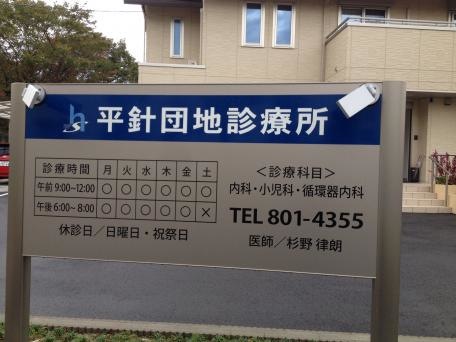 平針団地診療所
診療時間 月 火 水 木 金 土
午前 9:00~12:00 ○ ○ ○ ○ ○ ○
午後 6:00~8:00 ○ ○ ○ ○ ○ ×
休診日/日曜日・祝祭日
<診療科目>
内科・小児科・循環器内科
TEL 801-4355
医師/杉野 律朗